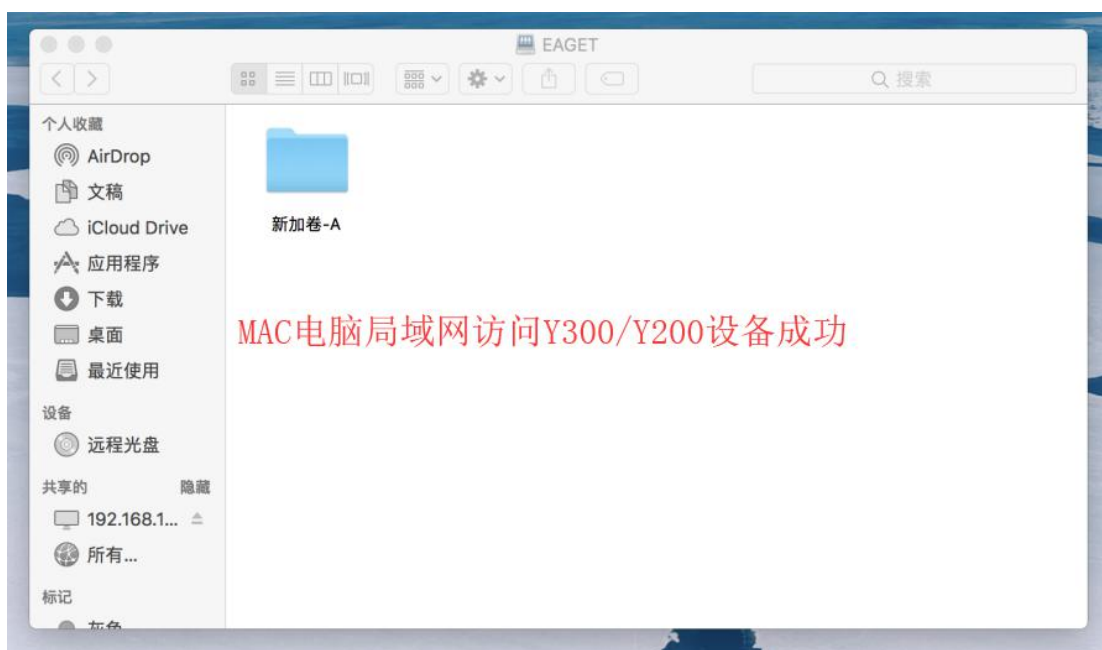 EAGET
搜索
个人收藏
AirDrop
文稿
iCloud Drive
应用程序
下载
桌面
最近使用
设备
远程光盘
共享的 隐藏
192.168.1...
所有...
标记
灰色
新加卷-A
MAC电脑局域网访问Y300/Y200设备成功